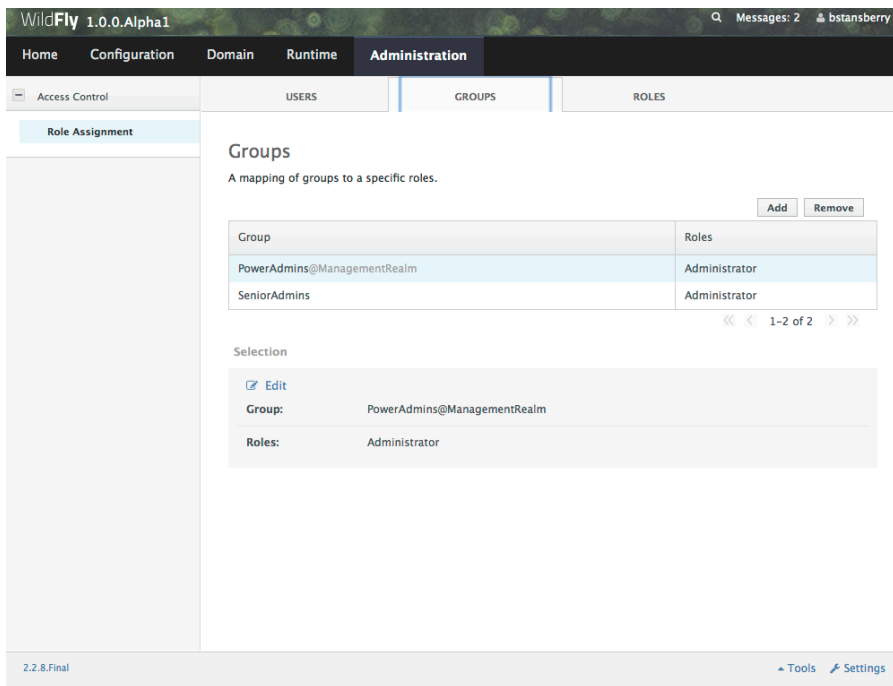 WildFly 1.0.0.Alpha1 Messages: 2 bstansberry
Home Configuration Domain Runtime Administration
Access Control USERS GROUPS ROLES
Role Assignment
Groups
A mapping of groups to a specific roles.
Add Remove
Group Roles
PowerAdmins@ManagementRealm Administrator
SeniorAdmins Administrator
1-2 of 2
Selection
Edit
Group: PowerAdmins@ManagementRealm
Roles: Administrator
2.2.8.Final Tools Settings